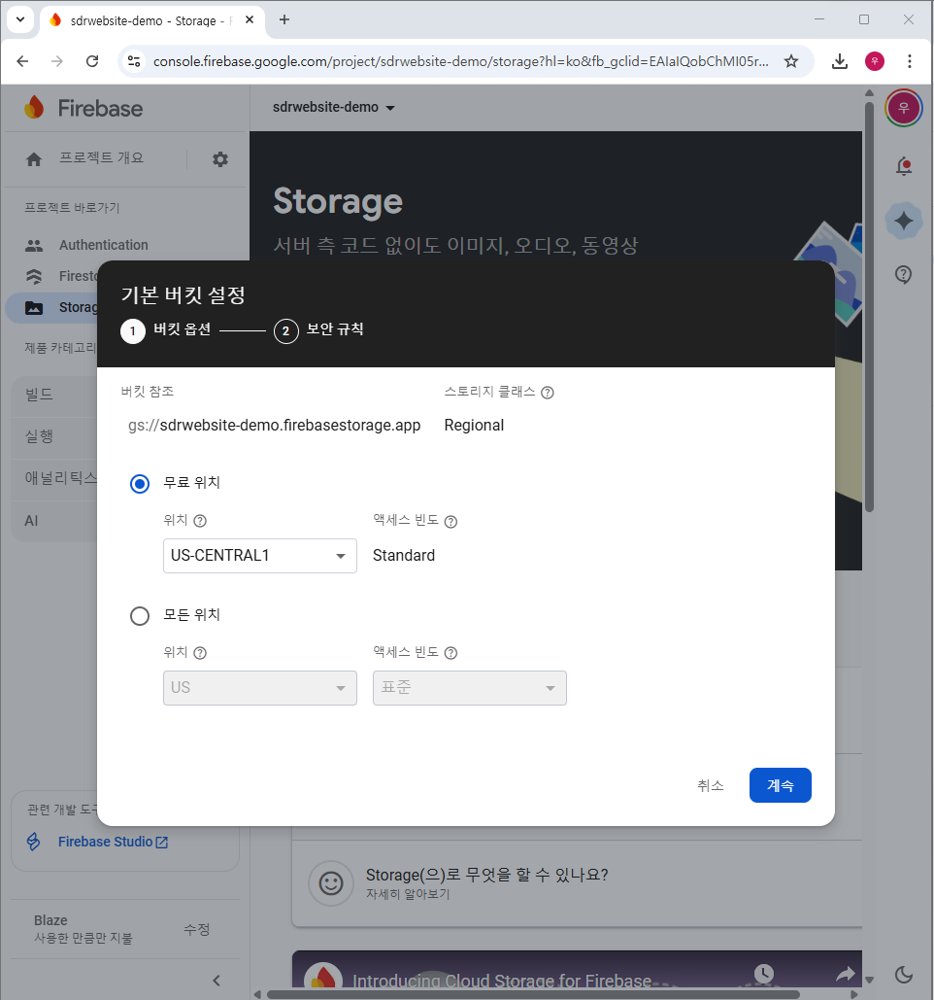 sdrwebsite-demo - Storage -
console.firebase.google.com/project/sdrwebsite-demo/storage?hl=ko&fb_gclid=EAIaIQobChMI05r...
우
Firebase
sdrwebsite-demo
우
프로젝트 개요
프로젝트 바로가기
Authentication
Firesto
Storag
제품 카테고리
빌드
실행
애널리틱스
AI
Storage
서버 측 코드 없이도 이미지, 오디오, 동영상
기본 버킷 설정
1 버킷 옵션 2 보안 규칙
버킷 참조 스토리지 클래스
gs://sdrwebsite-demo.firebasestorage.app Regional
무료 위치
위치 액세스 빈도
US-CENTRAL1 Standard
모든 위치
위치 액세스 빈도
US 표준
취소 계속
관련 개발 도구
Firebase Studio
Storage(으)로 무엇을 할 수 있나요?
자세히 알아보기
Blaze
사용한 만큼만 지불
수정
Introducing Cloud Storage for Firebase